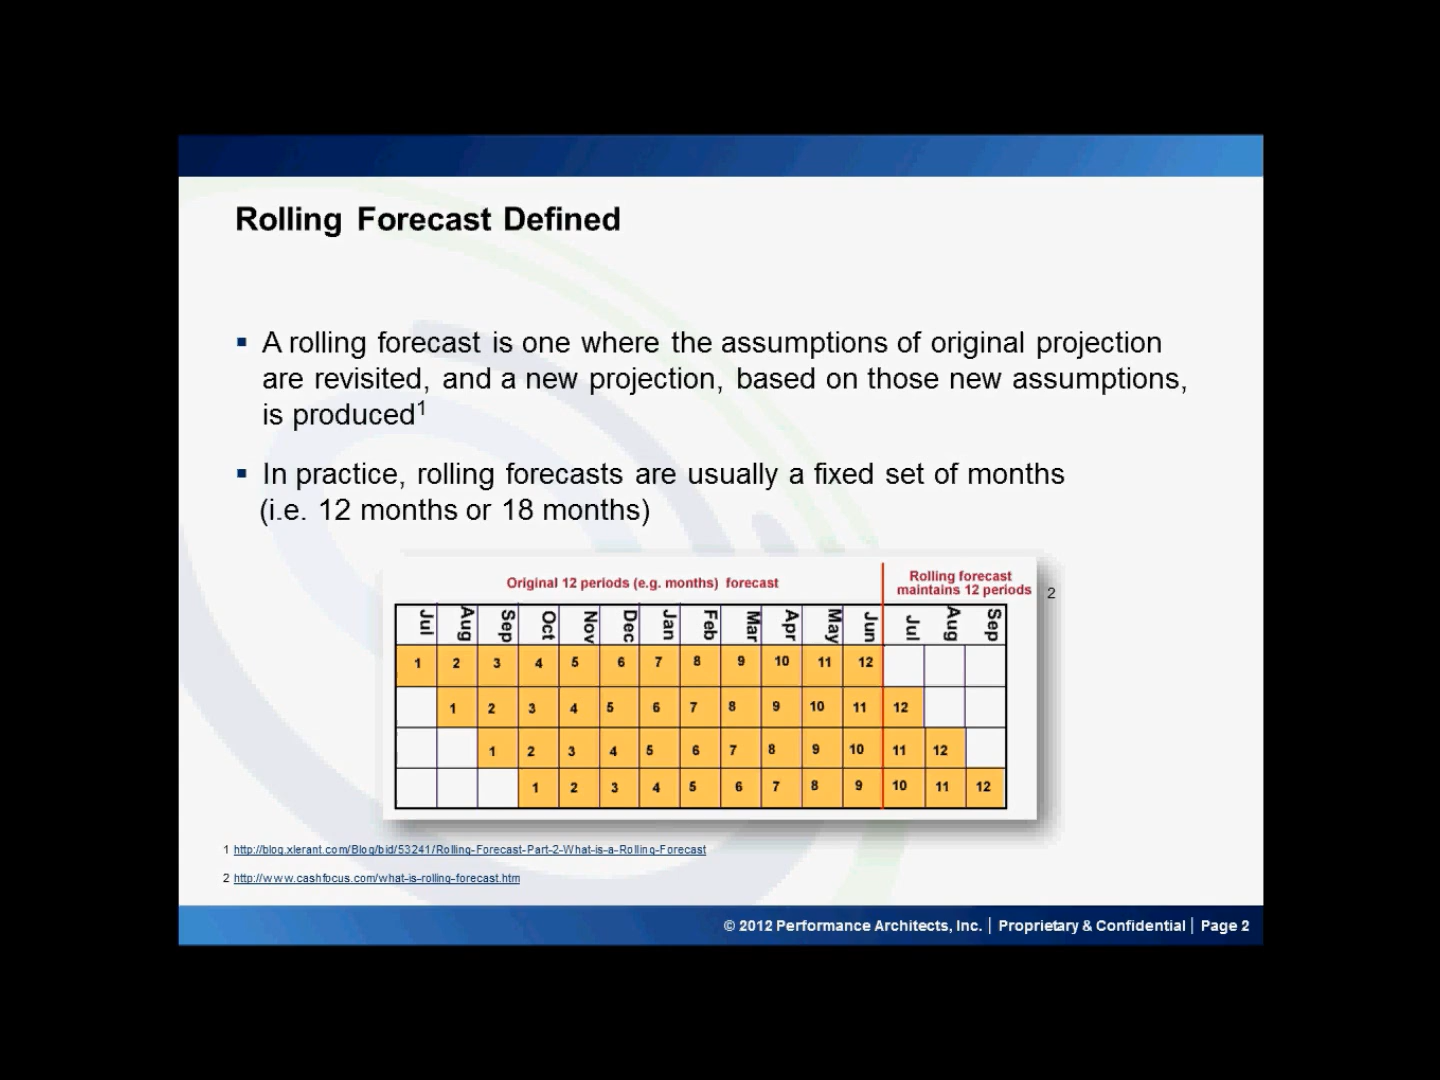 Rolling Forecast Defined
▪ A rolling forecast is one where the assumptions of original projection
are revisited, and a new projection, based on those new assumptions,
is produced1
▪ In practice, rolling forecasts are usually a fixed set of months
(i.e. 12 months or 18 months)
Original 12 periods (e.g. months) forecast
Rolling forecast
maintains 12 periods
2
Jul Aug Sep Oct Nov Dec Jan Feb Mar Apr May Jun Jul Aug Sep
1 2 3 4 5 6 7 8 9 10 11 12
1 2 3 4 5 6 7 8 9 10 11 12
1 2 3 4 5 6 7 8 9 10 11 12
1 2 3 4 5 6 7 8 9 10 11 12
1 http://blog.xlerant.com/Blog/bid/53241/Rolling-Forecast-Part-2-What-is-a-Rolling-Forecast
2 http://www.cashfocus.com/what-is-rolling-forecast.htm
© 2012 Performance Architects, Inc. | Proprietary & Confidential | Page 2